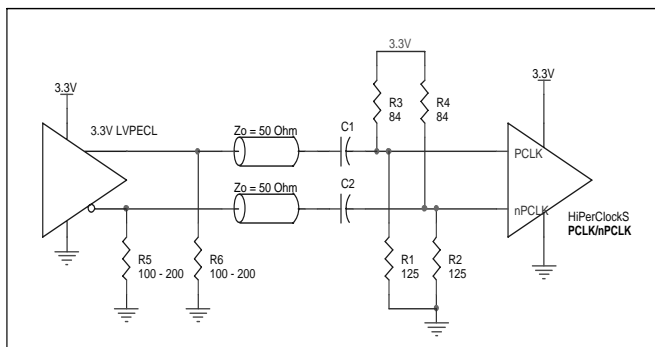 3.3V
3.3V
3.3V
R3
84
R4
84
3.3V LVPECL
Zo = 50 Ohm
C1
PCLK
Zo = 50 Ohm
C2
nPCLK
HiPerClockS
PCLK/nPCLK
R5
100 - 200
R6
100 - 200
R1
125
R2
125